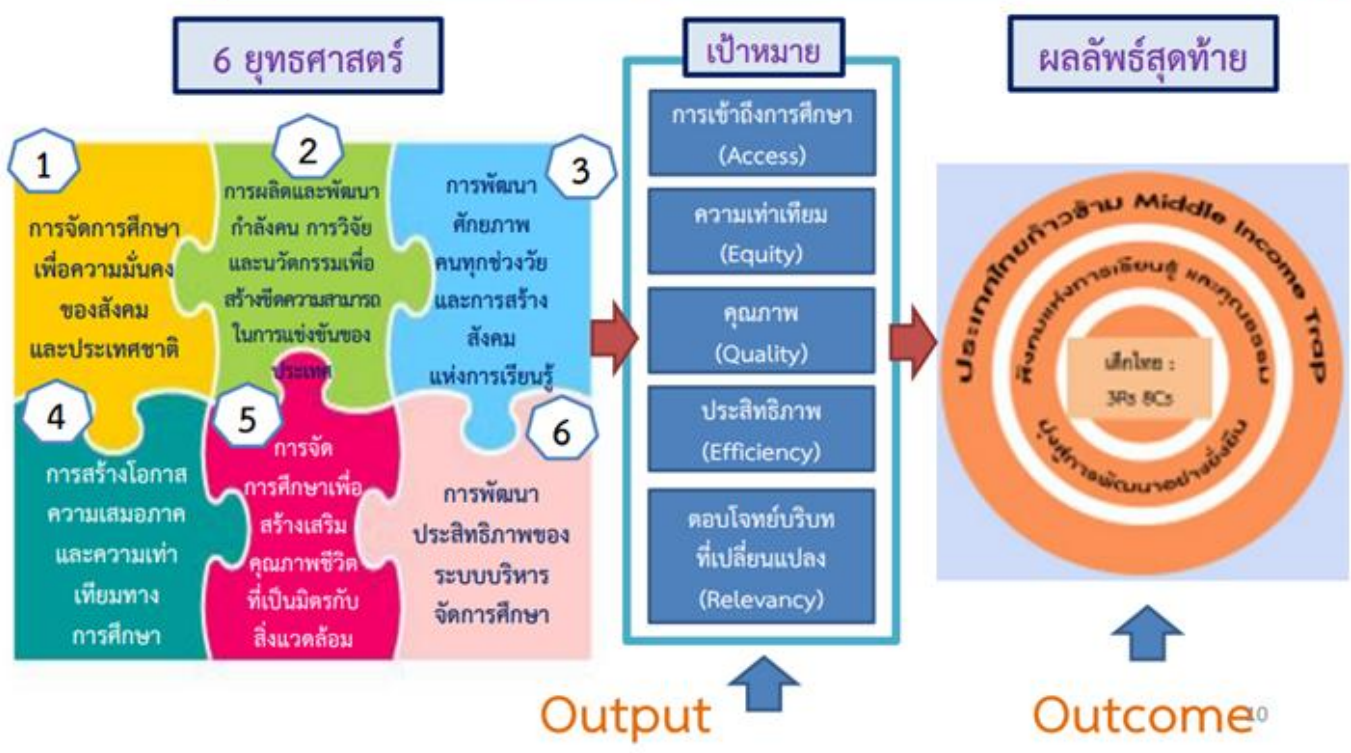 6 ยุทธศาสตร์
เป้าหมาย
ผลลัพธ์สุดท้าย
1
การจัดการศึกษา
เพื่อความมั่นคง
ของสังคม
และประเทศชาติ
2
การผลิตและพัฒนา
กำลังคน การวิจัย
และนวัตกรรมเพื่อ
สร้างขีดความสามารถ
ในการแข่งขันของ
ประเทศ
3
การพัฒนา
ศักยภาพ
คนทุกช่วงวัย
และการสร้าง
สังคม
แห่งการเรียนรู้
4
การสร้างโอกาส
ความเสมอภาค
และความเท่า
เทียมทาง
การศึกษา
5
การจัด
การศึกษาเพื่อ
สร้างเสริม
คุณภาพชีวิต
ที่เป็นมิตรกับ
สิ่งแวดล้อม
6
การพัฒนา
ประสิทธิภาพของ
ระบบบริหาร
จัดการศึกษา
การเข้าถึงการศึกษา
(Access)
ความเท่าเทียม
(Equity)
คุณภาพ
(Quality)
ประสิทธิภาพ
(Efficiency)
ตอบโจทย์บริบท
ที่เปลี่ยนแปลง
(Relevancy)
ประเทศไทยก้าวข้าม Middle Income Trap
สังคมแห่งการเรียนรู้ และคุณธรรม
เด็กไทย :
3Rs 8Cs
มุ่งสู่การพัฒนาอย่างยั่งยืน
Output
Outcome
10